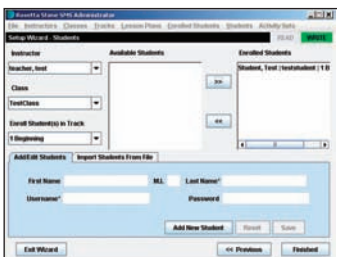 Rosetta Stone SMS Administrator
File Instructors Classes Tracks Lesson Plans Enrolled Students Students Activity Sets
Setup Wizard - Students READ WRITE
Instructor Available Students Enrolled Students
teacher, test Student, Test | teststudent | 1 B
>>
Class
TestClass
<<
Enroll Student(s) in Track
1 Beginning
Add/Edit Students Import Students From File
First Name M.I. Last Name*
Username* Password
Add New Student Reset Save
Exit Wizard << Previous Finished